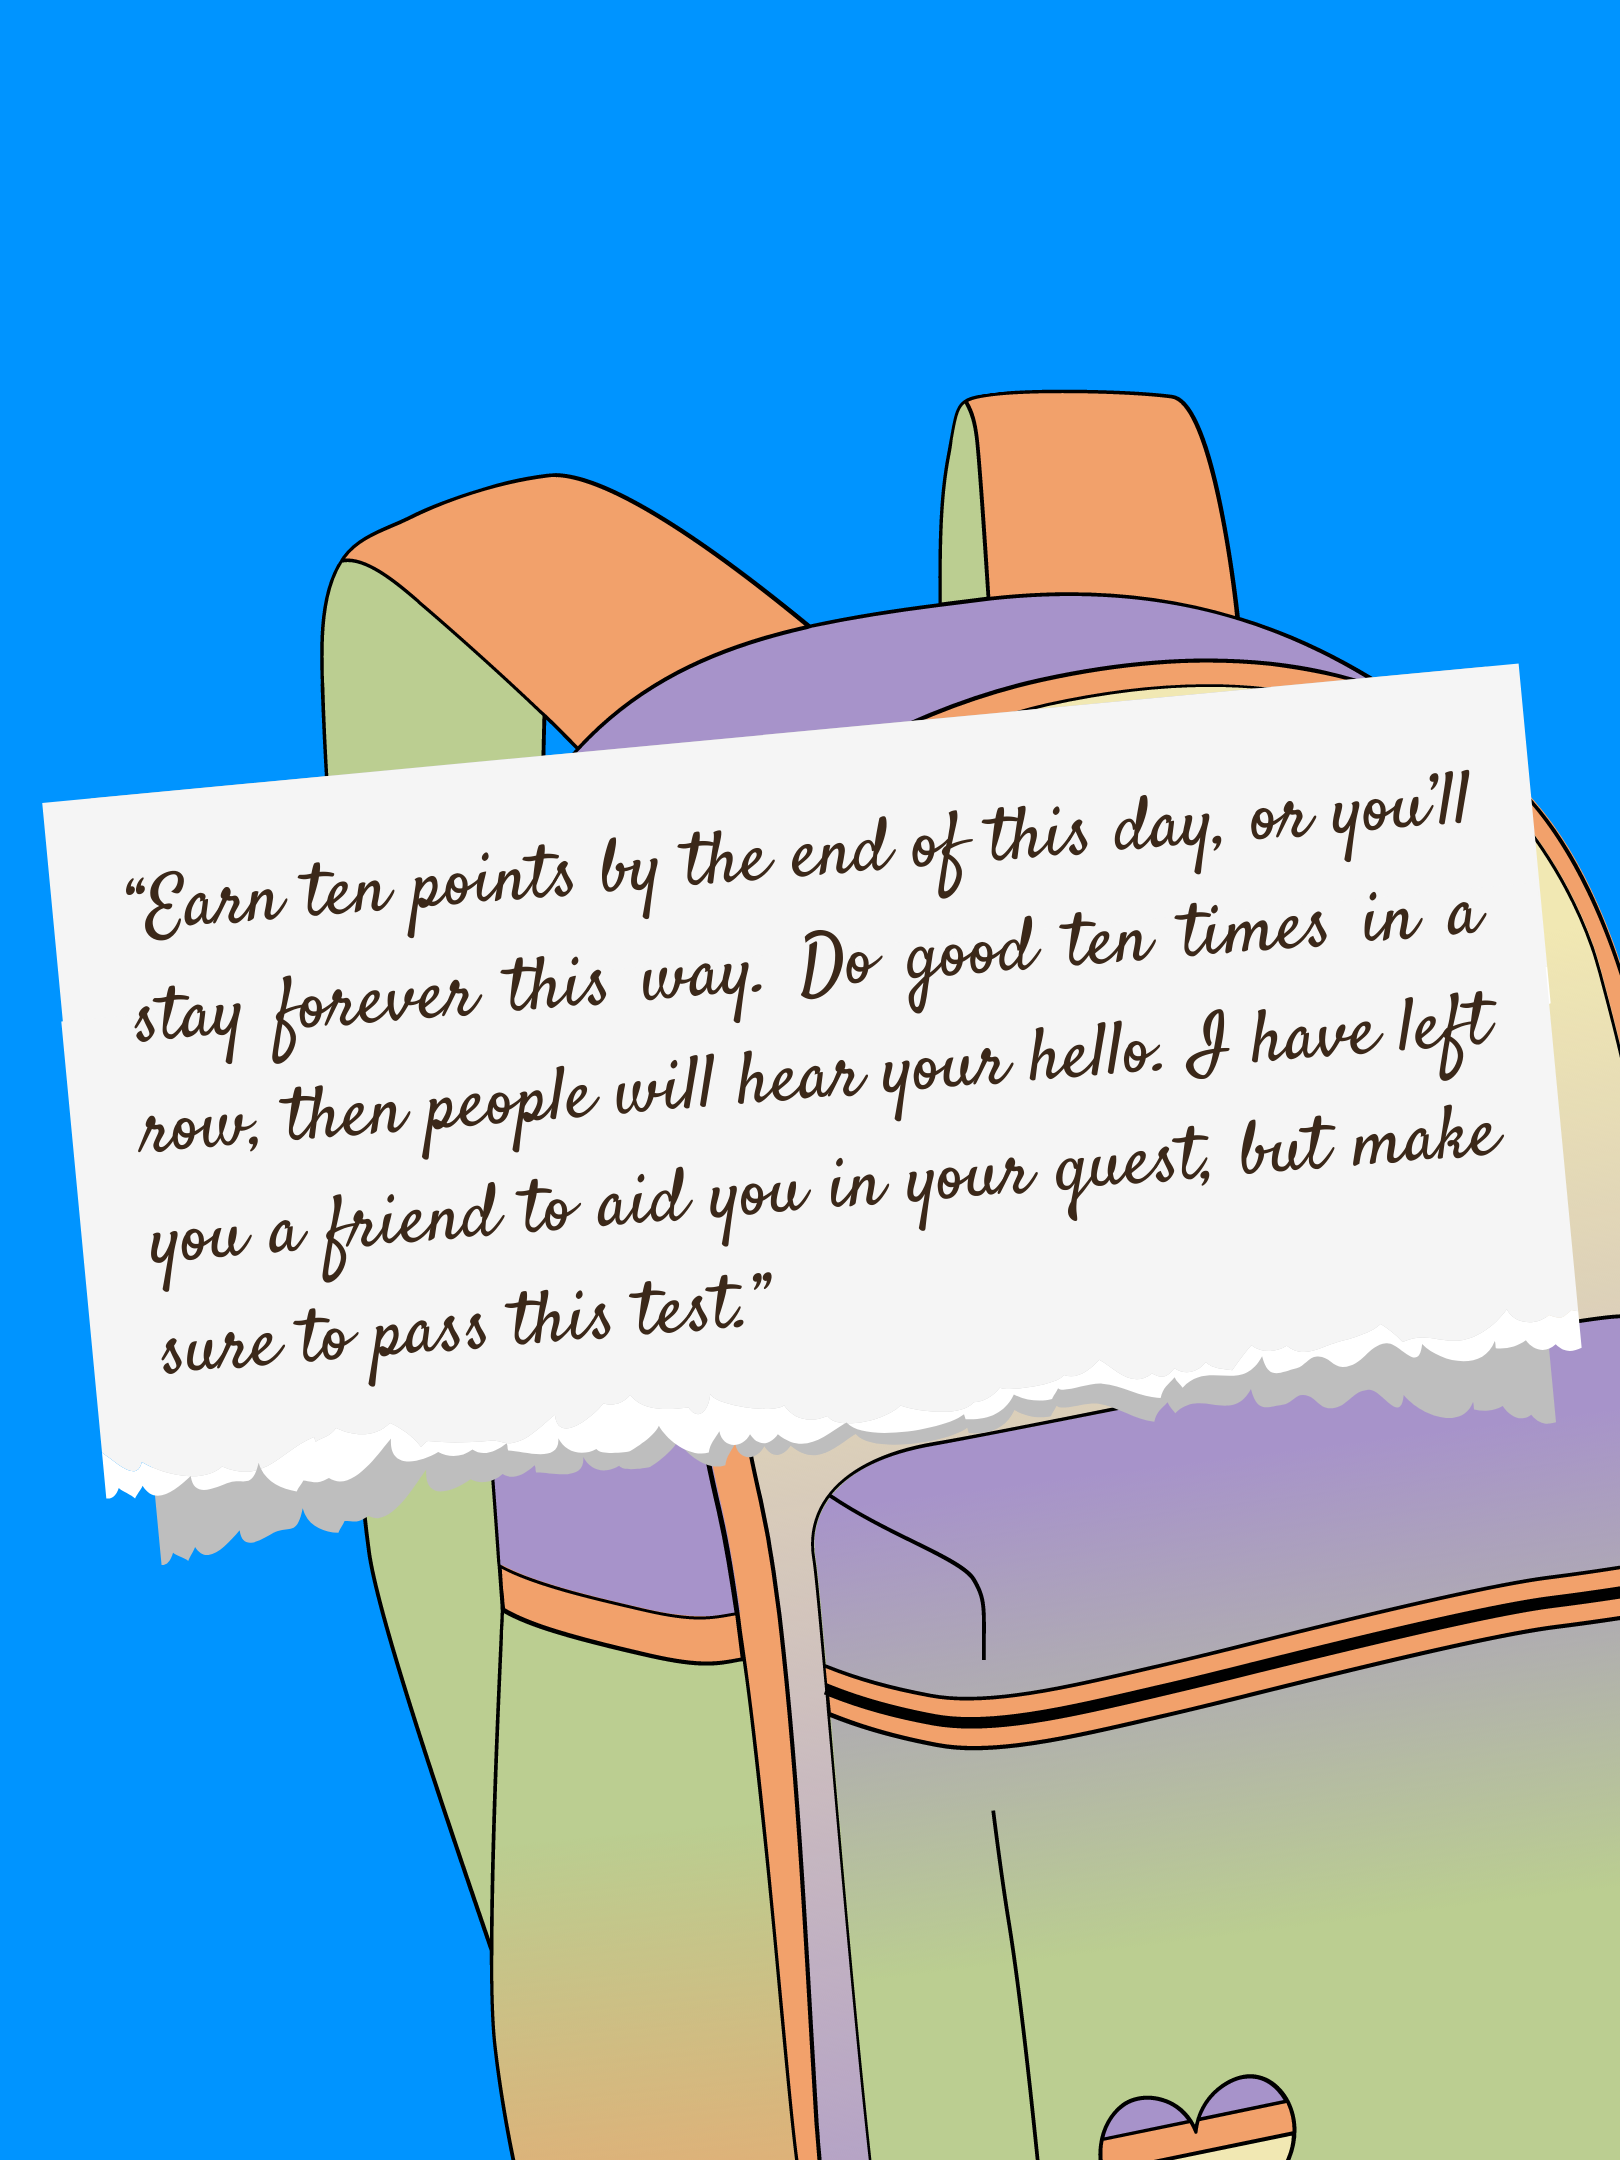 “Earn ten points by the end of this day, or you’ll
stay forever this way. Do good ten times in a
row, then people will hear your hello. I have left
you a friend to aid you in your quest, but make
sure to pass this test.”